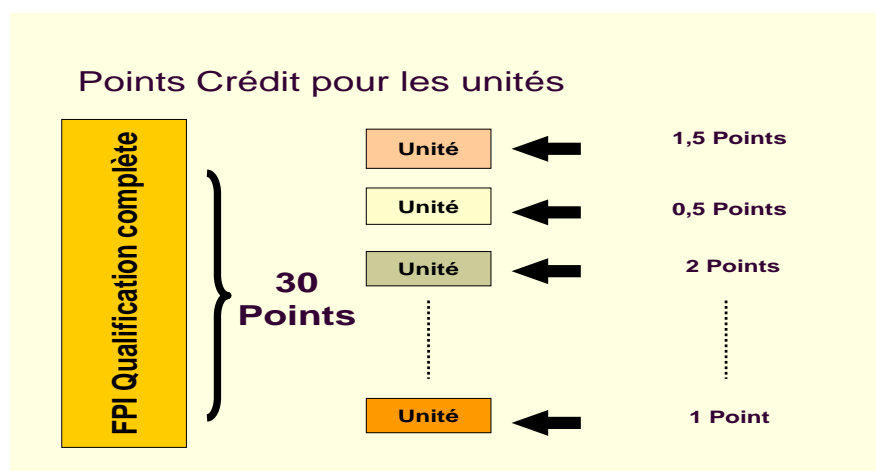 Points Crédit pour les unités
FPI Qualification complète
30
Points
Unité
1,5 Points
Unité
0,5 Points
Unité
2 Points
Unité
1 Point